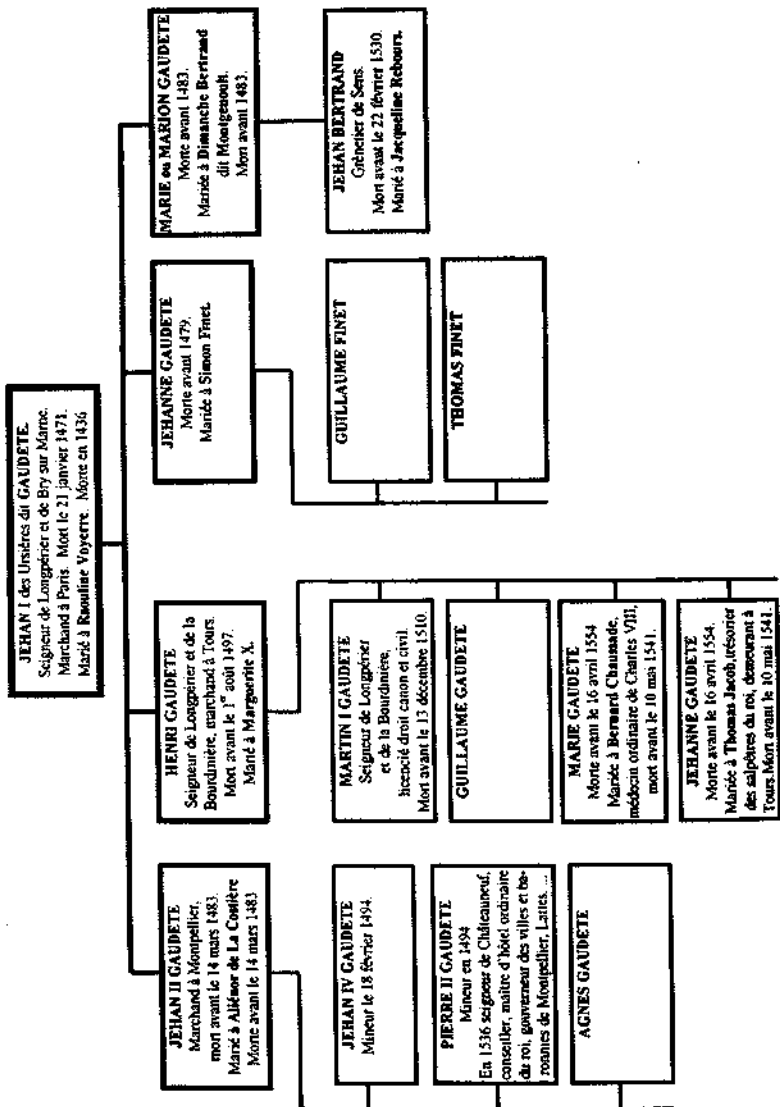 JEHAN I des Ursières dit GAUDETE.
Seigneur de Longpérier et de Bry sur Marne.
Marchand à Paris. Mort le 21 janvier 1471.
Marié à Raouline Voyerre. Morte en 1436
JEHAN II GAUDETE
Marchand à Montpellier,
mort avant le 14 mars 1483.
Marié à Aliénor de La Coutière
Morte avant le 14 mars 1483
HENRI GAUDETE
Seigneur de Longpérier et de la
Bourdinière, marchand à Tours.
Mort avant le 1er août 1497.
Marié à Marguerite X.
JEHANNE GAUDETE
Morte avant 1479.
Mariée à Simon Finet.
MARIE ou MARION GAUDETE
Morte avant 1483.
Mariée à Dimanche Bertrand
dit Montgenoult.
Mort avant 1483.
JEHAN IV GAUDETE
Mineur le 18 février 1494.
PIERRE II GAUDETE
Mineur en 1494
En 1536 seigneur de Châteauneuf,
conseiller, maître d'hôtel ordinaire
du roi, gouverneur des villes et ba-
ronnies de Montpellier, Lattes, ...
AGNES GAUDETE
MARTIN I GAUDETE
Seigneur de Longpérier
et de la Bourdinière,
licencié droit canon et civil.
Mort avant le 13 décembre 1510.
GUILLAUME GAUDETE
MARIE GAUDETE
Morte avant le 16 avril 1554
Mariée à Bernard Chaumade,
médecin ordinaire de Charles VIII,
mort avant le 10 mai 1541.
JEHANNE GAUDETE
Morte avant le 16 avril 1554.
Mariée à Thomas Jacob, trésorier
des salpêtres du roi, demeurant à
Tours. Mort avant le 10 mai 1541.
GUILLAUME FINET
THOMAS FINET
JEHAN BERTRAND
Grènetier de Sens.
Mort avant le 22 février 1530.
Marié à Jacqueline Rebours.